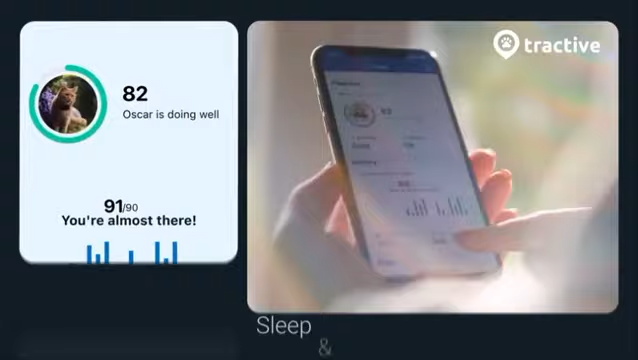 82
Oscar is doing well
91/90
You're almost there!
tractive
Sleep
&